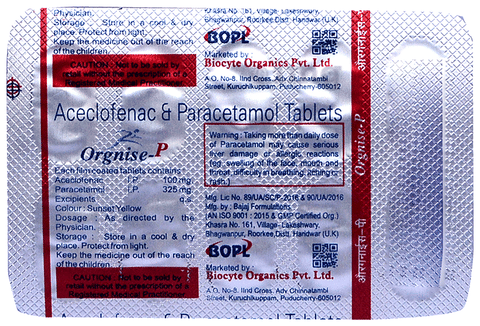 Physician.
Storage : Store in a cool & dry
place. Protect from light.
Keep the medicine out of the reach
of the children.
CAUTION : Not to be sold by
retail without the prescription of a
Registered Medical Practitioner.
Khasra No. 161, Village- Lakeshwary,
Bhagwanpur, Roorkee,Distt. Haridwar (U.K)
BOPL
Marketed by :
Biocyte Organics Pvt. Ltd.
A.O. No-8, IInd Cross, Adv Chinnatambi
Street, Kuruchikuppam, Puducherry-605012
Aceclofenac & Paracetamol Tablets
Orgnise-P
Each film coated tablets contains :
Aceclofenac I.P. 100 mg
Paracetamol I.P. 325 mg
Excipients q.s.
Colour : Sunset Yellow
Dosage : As directed by the
Physician.
Storage : Store in a cool & dry
place. Protect from light.
Keep the medicine out of the reach
of the children.
CAUTION : Not to be sold by
retail without the prescription of a
Registered Medical Practitioner.
Warning : Taking more than daily dose
of Paracetamol may cause serious
liver damage or allergic reactions
(eg. swelling of the face, mouth and
throat, difficulty in breathing, itching or
rash.)
Mfg. Lic No. 89/UA/SC/P-2016 & 90/UA/2016
Mfg. by : Bajaj Formulations
(AN ISO 9001 : 2015 & GMP Certified Org.)
Khasra No. 161, Village- Lakeshwary,
Bhagwanpur, Roorkee,Distt. Haridwar (U.K)
BOPL
Marketed by :
Biocyte Organics Pvt. Ltd.
A.O. No-8, IInd Cross, Adv Chinnatambi
Street, Kuruchikuppam, Puducherry-605012
ओरगनाईस-
Orgnise-P
ओरगनाईस-पी